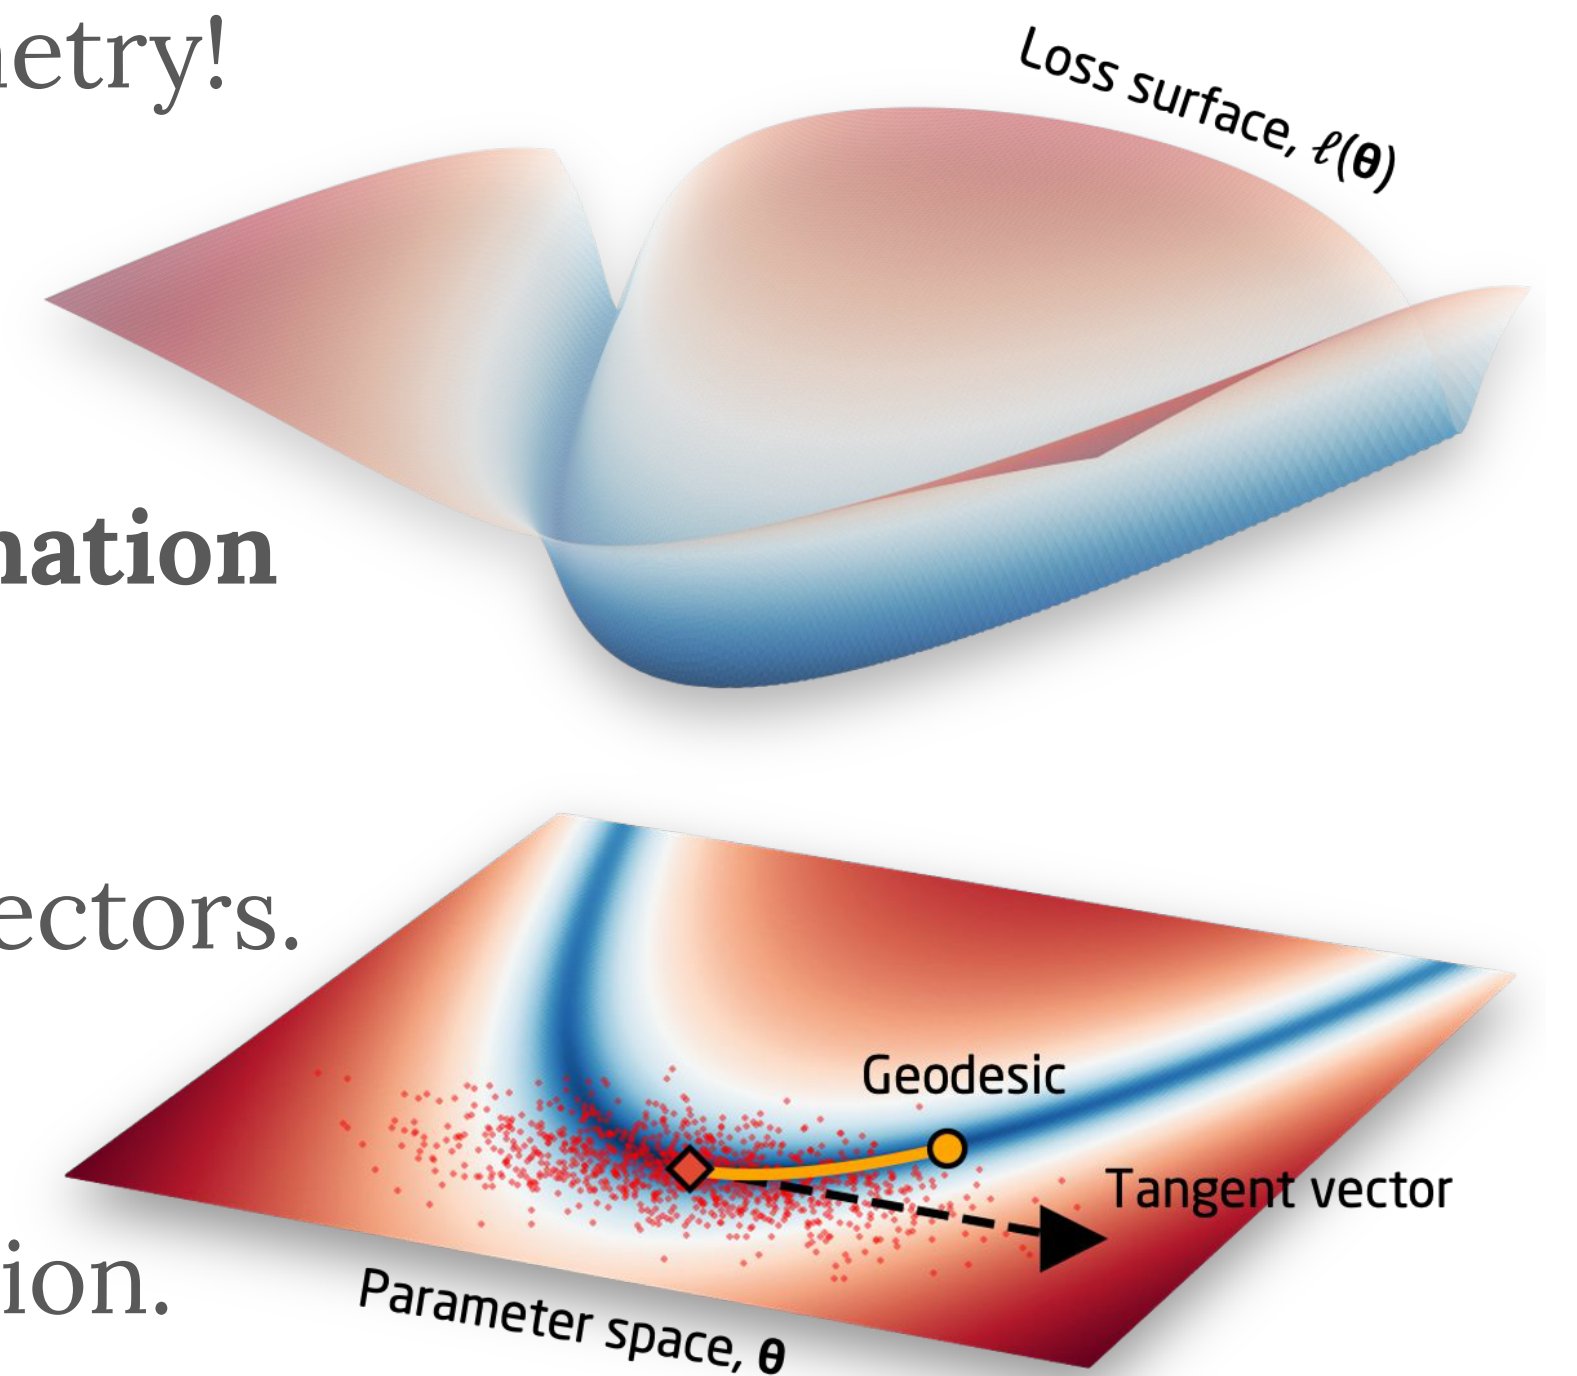 etry!
Loss surface, ℓ(θ)
nation
ectors.
Geodesic
Tangent vector
ion.
Parameter space, θ